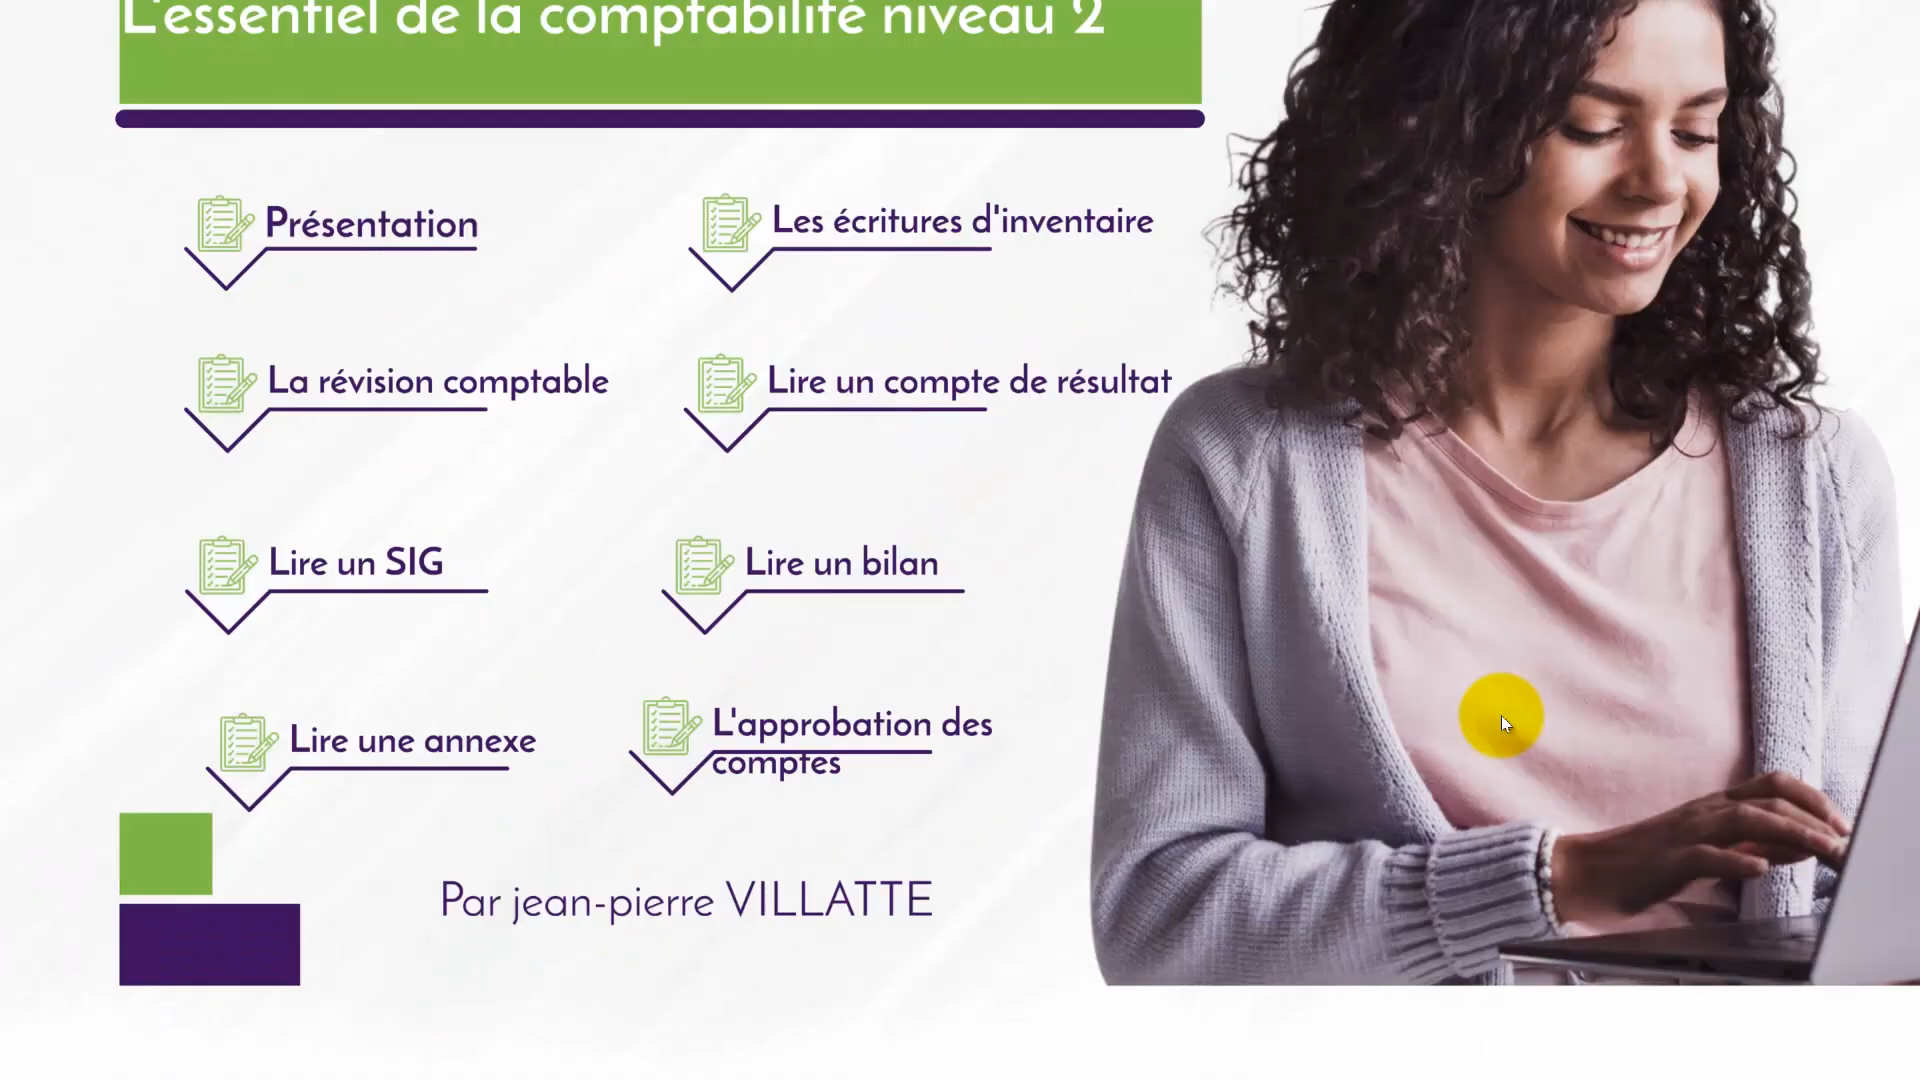 L'essentiel de la comptabilité niveau 2
Présentation
Les écritures d'inventaire
La révision comptable
Lire un compte de résultat
Lire un SIG
Lire un bilan
Lire une annexe
L'approbation des
comptes
Par jean-pierre VILLATTE